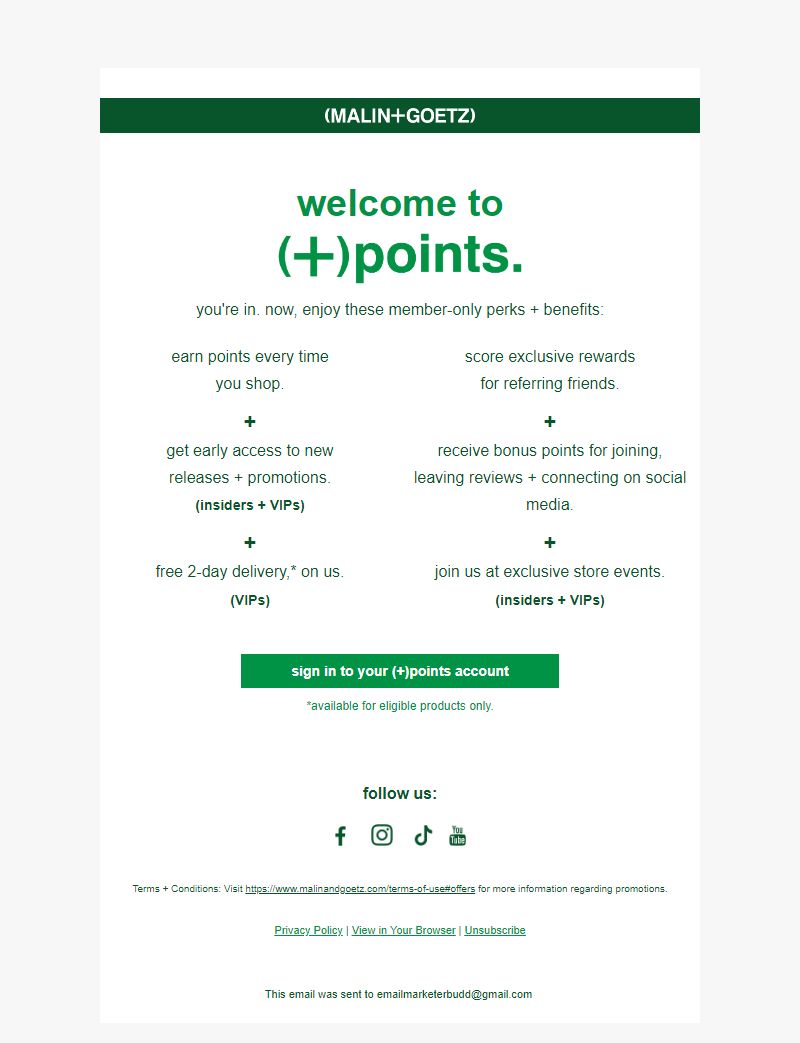 (MALIN+GOETZ)
welcome to
(+)points.
you're in. now, enjoy these member-only perks + benefits:
earn points every time
you shop.
+
get early access to new
releases + promotions.
(insiders + VIPs)
+
free 2-day delivery,* on us.
(VIPs)
score exclusive rewards
for referring friends.
+
receive bonus points for joining,
leaving reviews + connecting on social
media.
+
join us at exclusive store events.
(insiders + VIPs)
sign in to your (+)points account
*available for eligible products only.
follow us:
You Tube
Terms + Conditions: Visit https://www.malinandgoetz.com/terms-of-use#offers for more information regarding promotions.
Privacy Policy | View in Your Browser | Unsubscribe
This email was sent to emailmarketerbudd@gmail.com